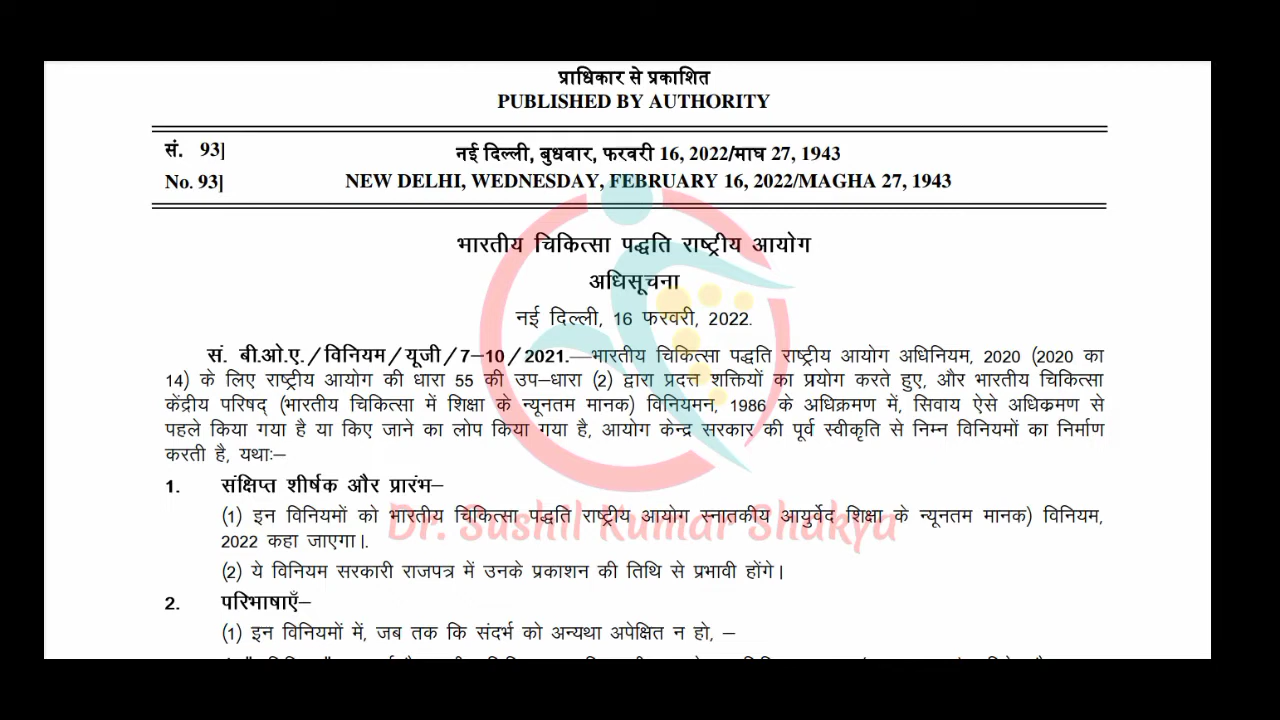 प्राधिकार से प्रकाशित
PUBLISHED BY AUTHORITY
सं. 93]
नई दिल्ली, बुधवार, फरवरी 16, 2022/माघ 27, 1943
No. 93]
NEW DELHI, WEDNESDAY, FEBRUARY 16, 2022/MAGHA 27, 1943
भारतीय चिकित्सा पद्धति राष्ट्रीय आयोग
अधिसूचना
नई दिल्ली, 16 फरवरी, 2022.
सं. बी.ओ.ए./विनियम/यूजी/7-10/2021.—भारतीय चिकित्सा पद्धति राष्ट्रीय आयोग अधिनियम, 2020 (2020 का
14) के लिए राष्ट्रीय आयोग की धारा 55 की उप-धारा (2) द्वारा प्रदत्त शक्तियों का प्रयोग करते हुए, और भारतीय चिकित्सा
केंद्रीय परिषद् (भारतीय चिकित्सा में शिक्षा के न्यूनतम मानक) विनियमन, 1986 के अधिक्रमण में, सिवाय ऐसे अधिक्रमण से
पहले किया गया है या किए जाने का लोप किया गया है, आयोग केन्द्र सरकार की पूर्व स्वीकृति से निम्न विनियमों का निर्माण
करती है, यथाः-
1. संक्षिप्त शीर्षक और प्रारंभ-
(1) इन विनियमों को भारतीय चिकित्सा पद्धति राष्ट्रीय आयोग स्नातकीय आयुर्वेद शिक्षा के न्यूनतम मानक) विनियम,
Dr. Sushil Kumar Shakya
2022 कहा जाएगा।.
(2) ये विनियम सरकारी राजपत्र में उनके प्रकाशन की तिथि से प्रभावी होंगे।
2. परिभाषाएँ-
(1) इन विनियमों में, जब तक कि संदर्भ को अन्यथा अपेक्षित न हो, —